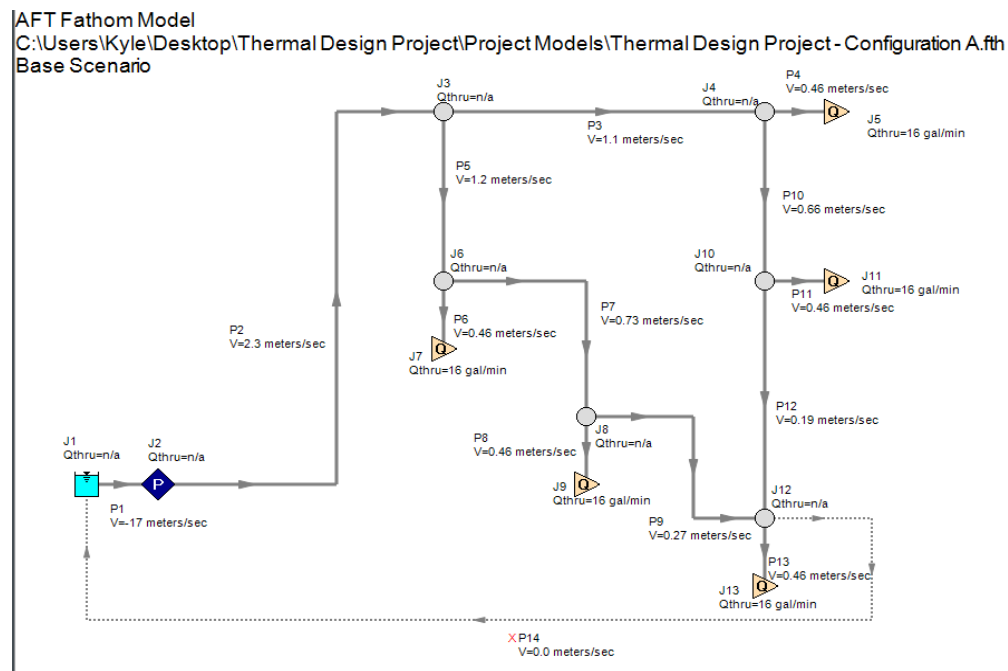 AFT Fathom Model
C:\Users\Kyle\Desktop\Thermal Design Project\Project Models\Thermal Design Project - Configuration A.fth
Base Scenario
J3
Qthru=n/a
J4
Qthru=n/a
P4
V=0.46 meters/sec
Q
J5
Qthru=16 gal/min
P3
V=1.1 meters/sec
P5
V=1.2 meters/sec
P10
V=0.66 meters/sec
J6
Qthru=n/a
J10
Qthru=n/a
Q
J11
Qthru=16 gal/min
P11
V=0.46 meters/sec
P2
V=2.3 meters/sec
P6
V=0.46 meters/sec
P7
V=0.73 meters/sec
J7
Q
Qthru=16 gal/min
P12
V=0.19 meters/sec
J8
Qthru=n/a
P8
V=0.46 meters/sec
J1
Qthru=n/a
J2
Qthru=n/a
P
P1
V=-17 meters/sec
J9
Q
Qthru=16 gal/min
J12
Qthru=n/a
P9
V=0.27 meters/sec
P13
V=0.46 meters/sec
J13
Q
Qthru=16 gal/min
X P14
V=0.0 meters/sec